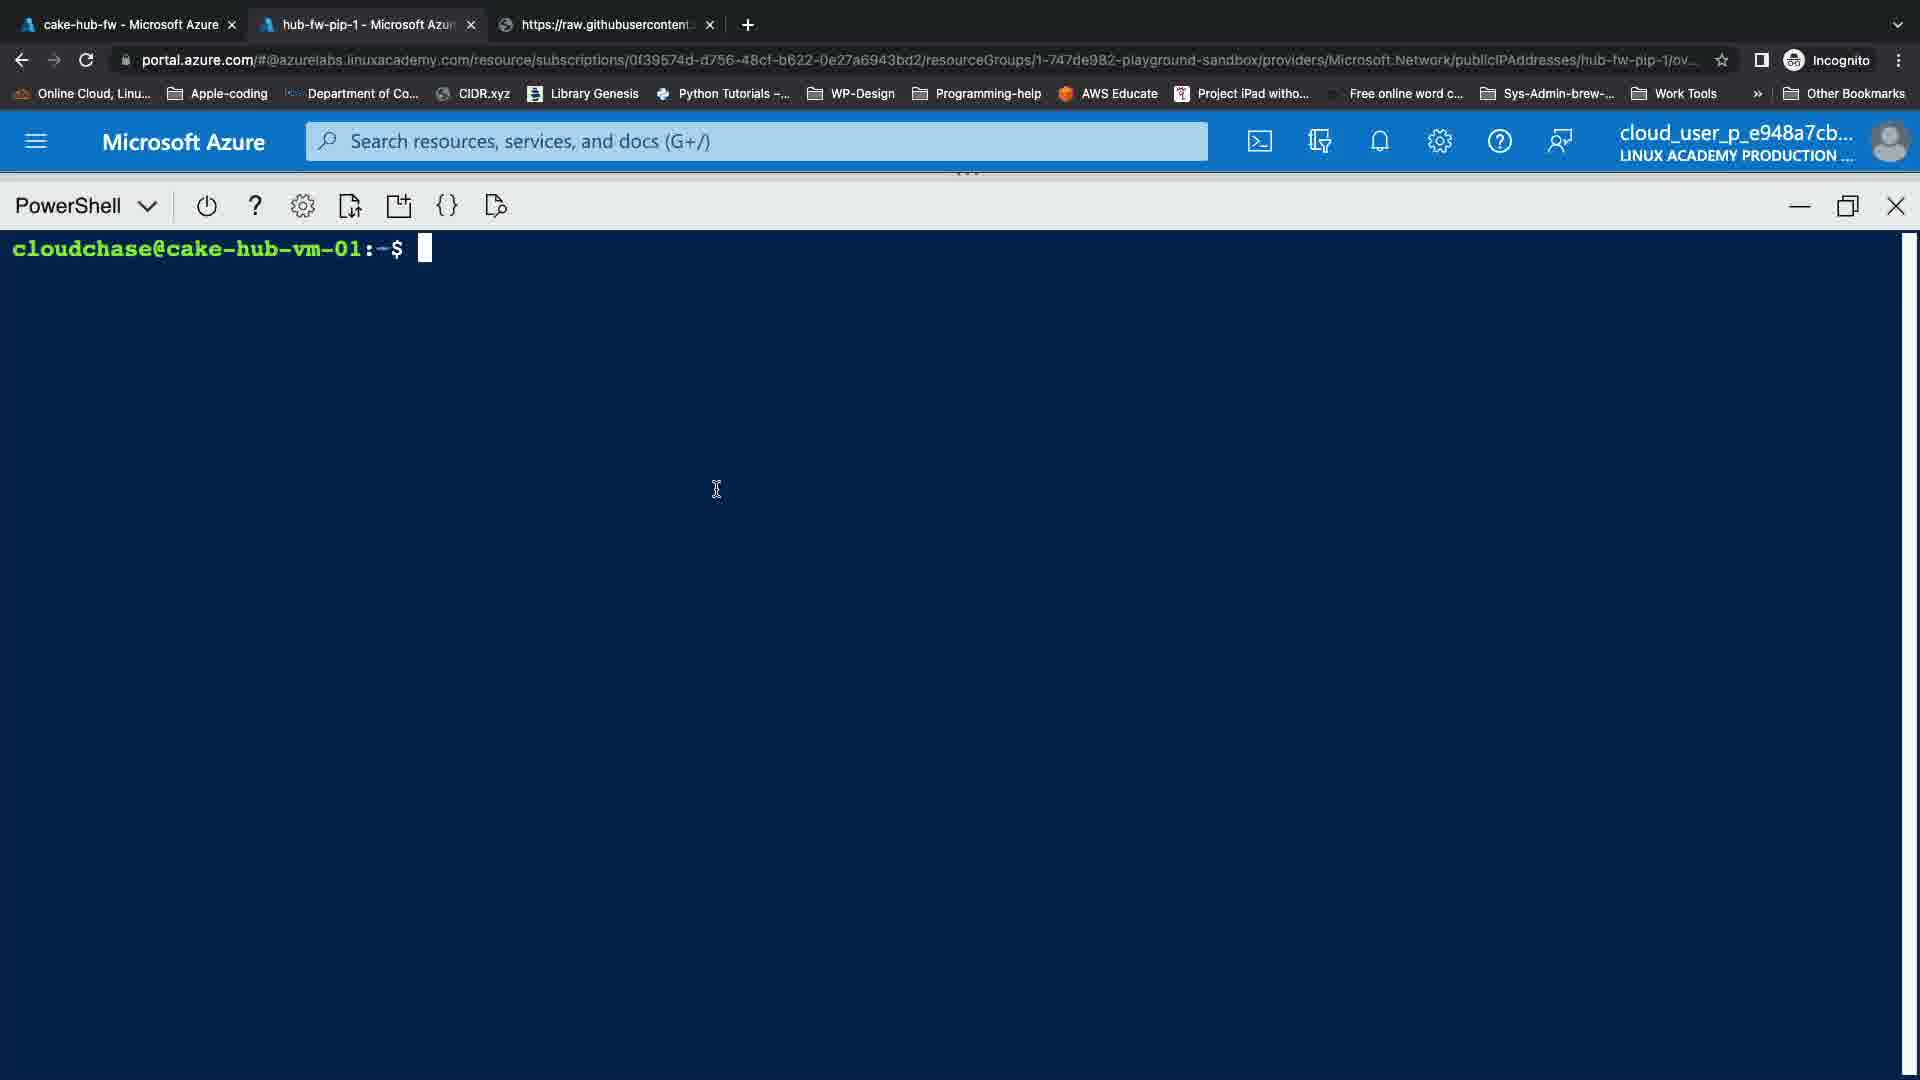 cake-hub-fw - Microsoft Azure
hub-fw-pip-1 - Microsoft Azur
https://raw.githubusercontent.
portal.azure.com/#@azurelabs.linuxacademy.com/resource/subscriptions/0f39574d-d756-48cf-b622-0e27a6943bd2/resourceGroups/1-747de982-playground-sandbox/providers/Microsoft.Network/publicIPAddresses/hub-fw-pip-1/ov...
Incognito
Online Cloud, Linu...
Apple-coding
Department of Co...
CIDR.xyz
Library Genesis
Python Tutorials –...
WP-Design
Programming-help
AWS Educate
Project iPad witho...
Free online word c...
Sys-Admin-brew-...
Work Tools
»
Other Bookmarks
Microsoft Azure
Search resources, services, and docs (G+/)
cloud_user_p_e948a7cb...
LINUX ACADEMY PRODUCTION ...
PowerShell
?
{}
cloudchase@cake-hub-vm-01:~$